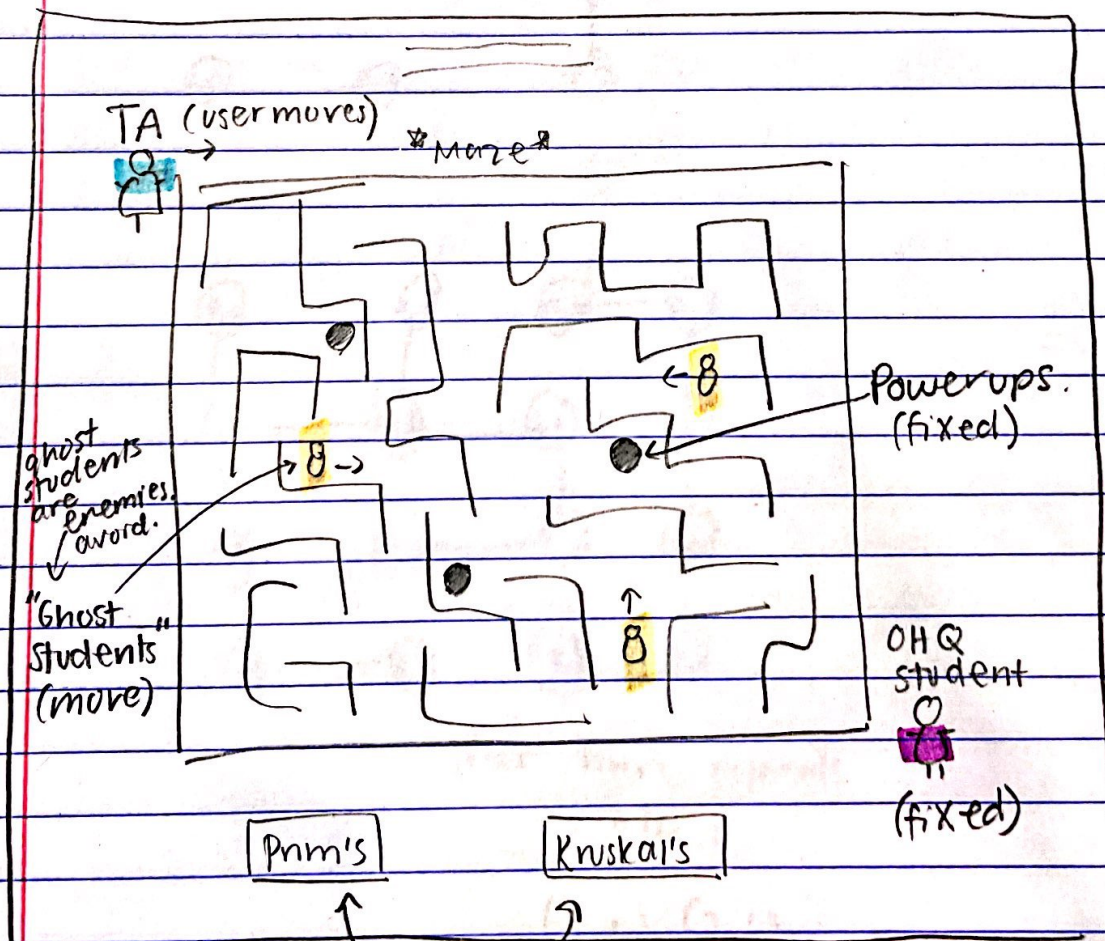 TA (user moves)
*Maze*
Powerups.
(fixed)
ghost
students
are
enemies.
avoid.
"Ghost
students"
(move)
OHQ
student
(fixed)
Prim's
Kruskal's